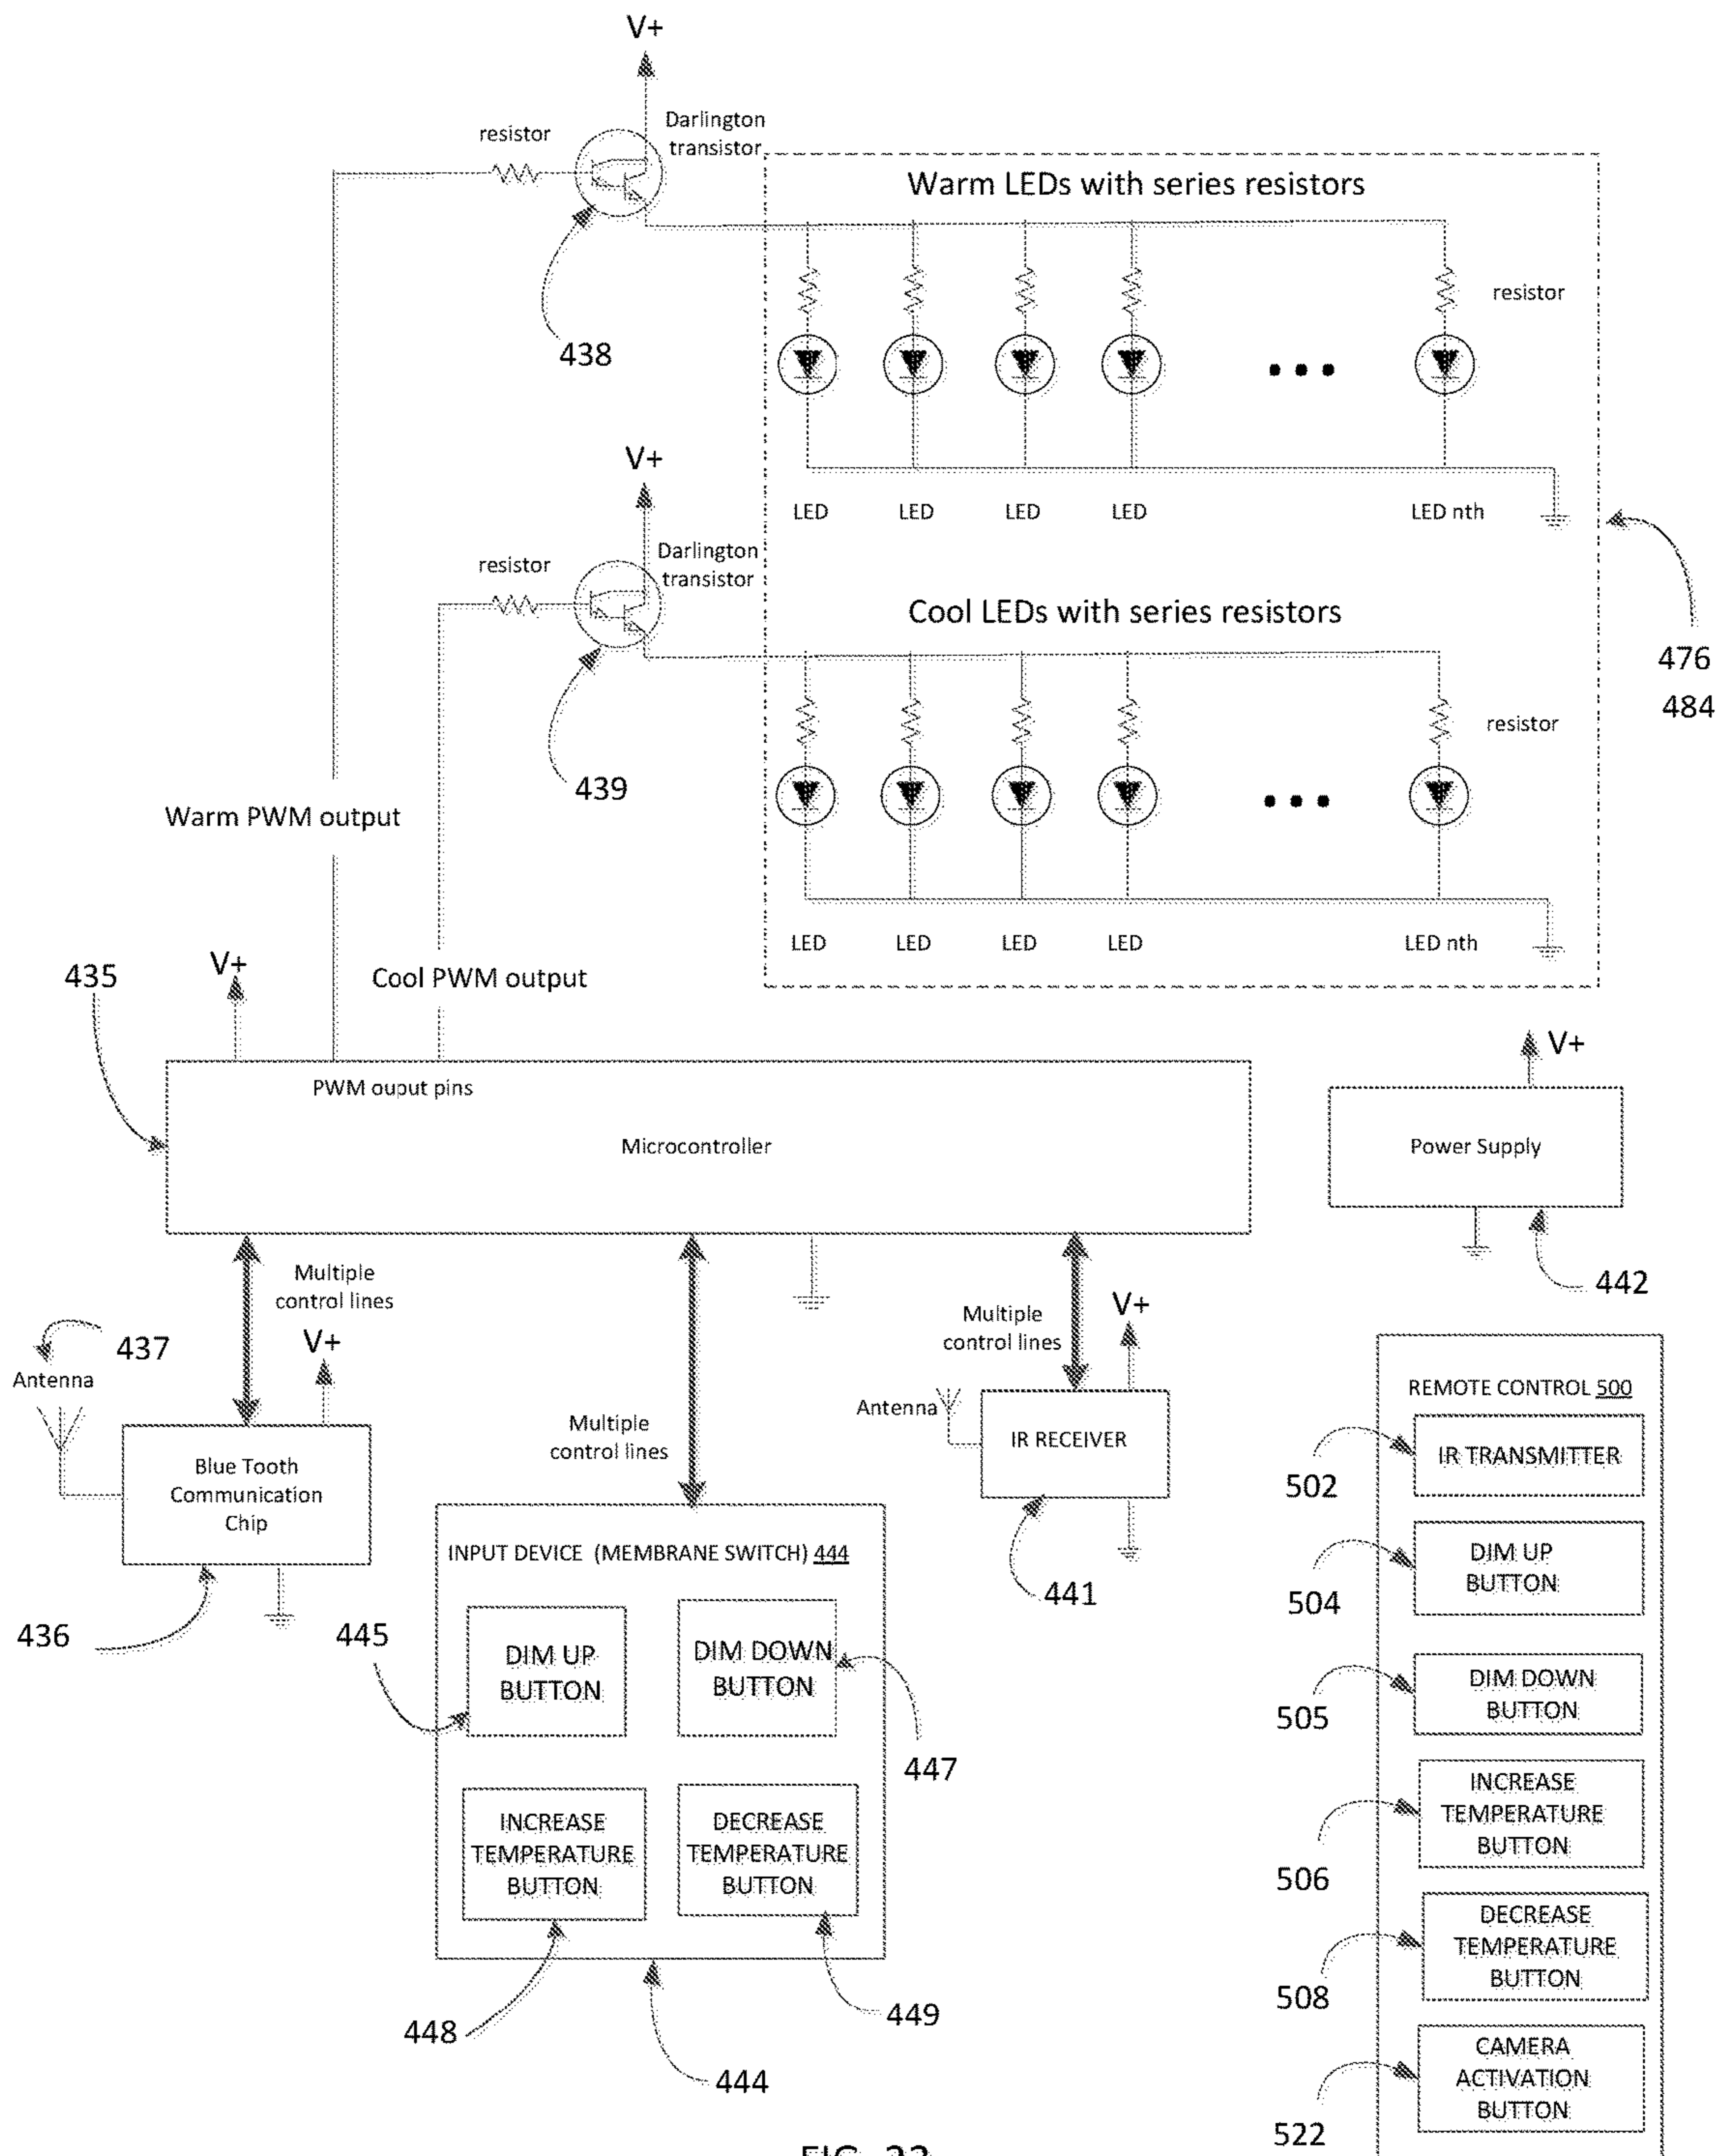 V+
resistor
Darlington
transistor
Warm LEDs with series resistors
resistor
438
LED
LED
LED
LED
LED nth
V+
resistor
Darlington
transistor
Cool LEDs with series resistors
476
484
resistor
439
Warm PWM output
LED
LED
LED
LED
LED nth
435
V+
Cool PWM output
V+
PWM ouput pins
Microcontroller
Power Supply
442
Multiple
control lines
V+
437
Antenna
Blue Tooth
Communication
Chip
436
Multiple
control lines
Multiple
control lines
V+
Antenna
IR RECEIVER
441
INPUT DEVICE (MEMBRANE SWITCH) 444
445
DIM UP
BUTTON
DIM DOWN
BUTTON
447
INCREASE
TEMPERATURE
BUTTON
DECREASE
TEMPERATURE
BUTTON
448
449
444
REMOTE CONTROL 500
IR TRANSMITTER
502
DIM UP
BUTTON
504
DIM DOWN
BUTTON
505
INCREASE
TEMPERATURE
BUTTON
506
DECREASE
TEMPERATURE
BUTTON
508
CAMERA
ACTIVATION
BUTTON
522